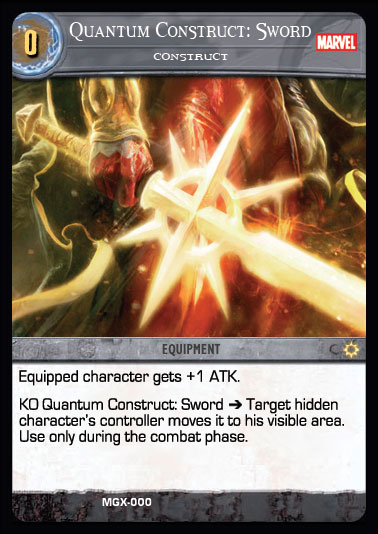 0
QUANTUM CONSTRUCT: SWORD
CONSTRUCT
MARVEL
EQUIPMENT
C
Equipped character gets +1 ATK.
KO Quantum Construct: Sword ➔ Target hidden
character's controller moves it to his visible area.
Use only during the combat phase.
MGX-000